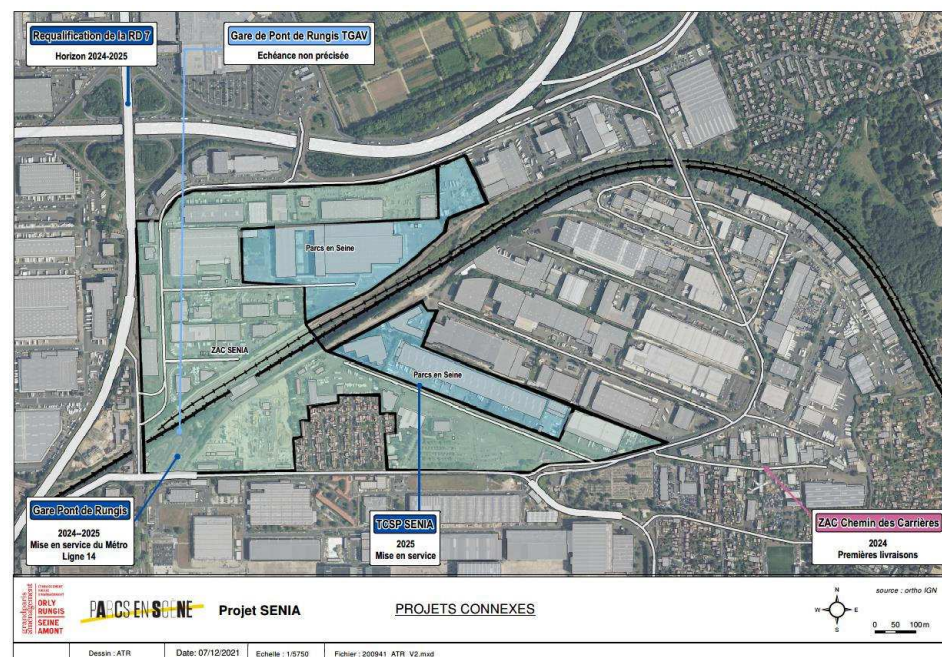 Requalification de la RD 7
Horizon 2024-2025
Gare de Pont de Rungis TGAV
Echéance non précisée
Parcs en Seine
ZAC SENIA
Parcs en Seine
Gare Pont de Rungis
2024--2025
Mise en service du Métro
Ligne 14
TCSP SENIA
2025
Mise en service
ZAC Chemin des Carrières
2024
Premières livraisons
grandparis
aménagement
ORLY
RUNGIS
SEINE
AMONT
PARCS EN SCÈNE
Projet SENIA
PROJETS CONNEXES
N
W
E
S
source : ortho IGN
0 50 100m
Dessin : ATR
Date: 07/12/2021
Echelle : 1/5750
Fichier : 200941_ATR_V2.mxd